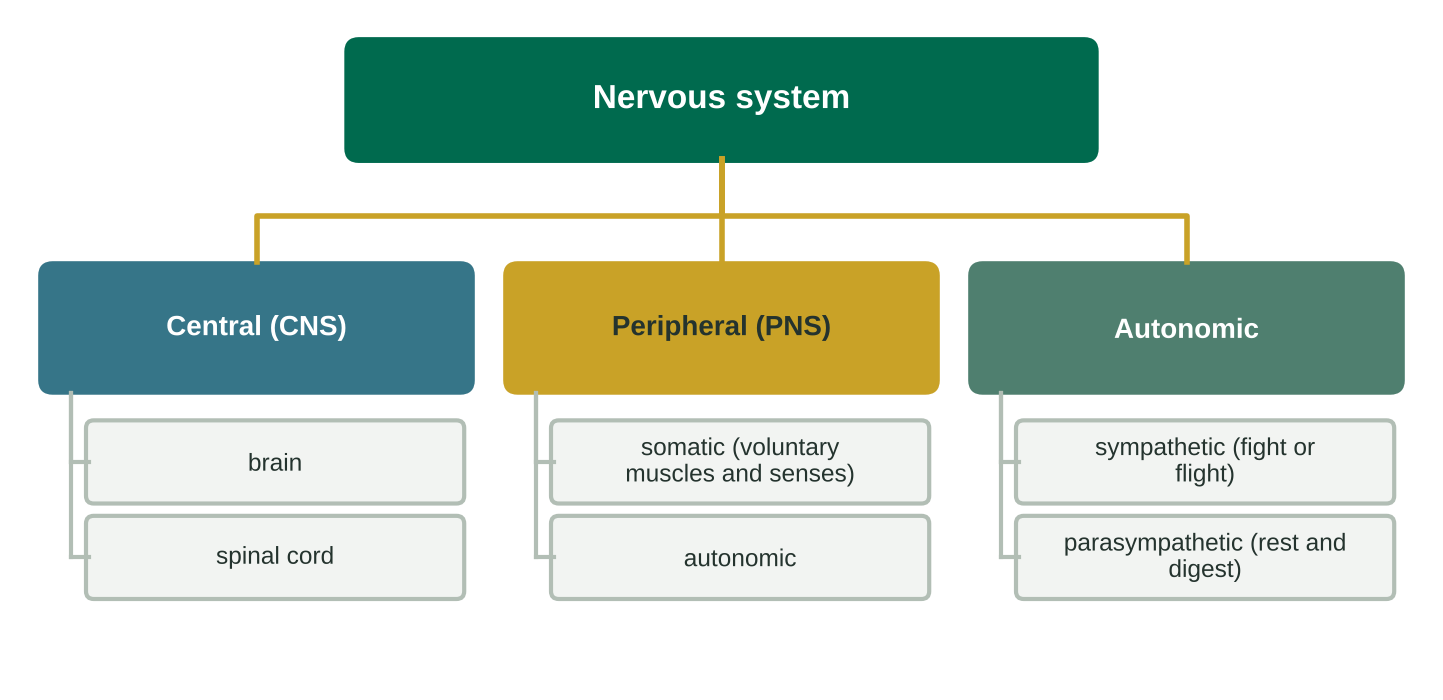 Nervous system
Central (CNS)
Peripheral (PNS)
Autonomic
brain
spinal cord
somatic (voluntary
muscles and senses)
autonomic
sympathetic (fight or
flight)
parasympathetic (rest and
digest)